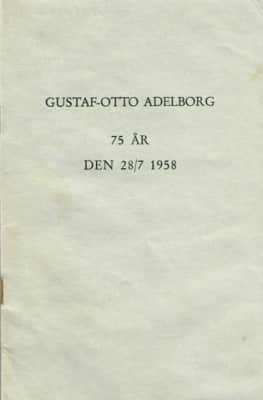 GUSTAF-OTTO ADELBORG
75 ÅR
DEN 28/7 1958